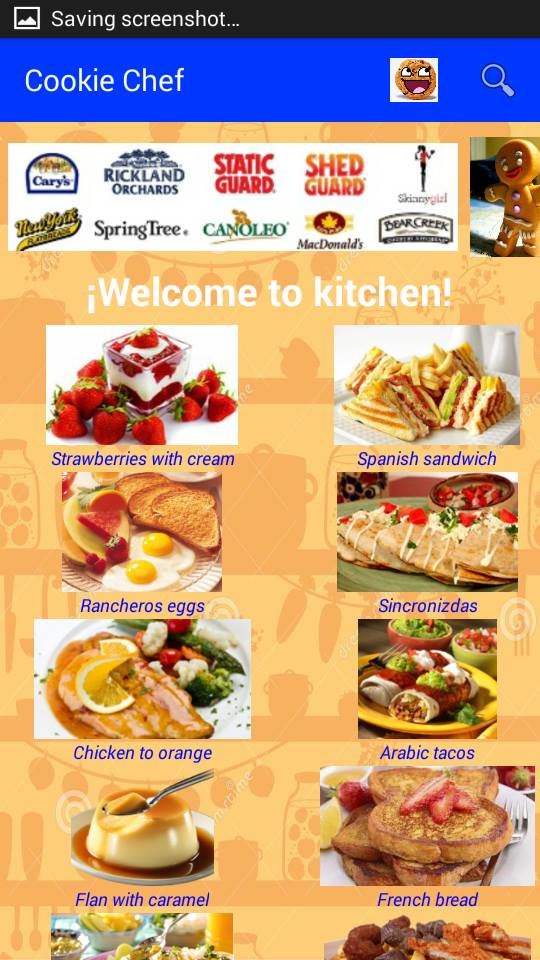 Saving screenshot...
Cookie Chef
Cary's
RICKLAND
ORCHARDS
STATIC
GUARD
SHED
GUARD
Skinnygirl
New York
SpringTree
CANOLEO
MacDonald's
BEAR CREEK
¡Welcome to kitchen!
Strawberries with cream
Spanish sandwich
Rancheros eggs
Sincronizdas
Chicken to orange
Arabic tacos
Flan with caramel
French bread